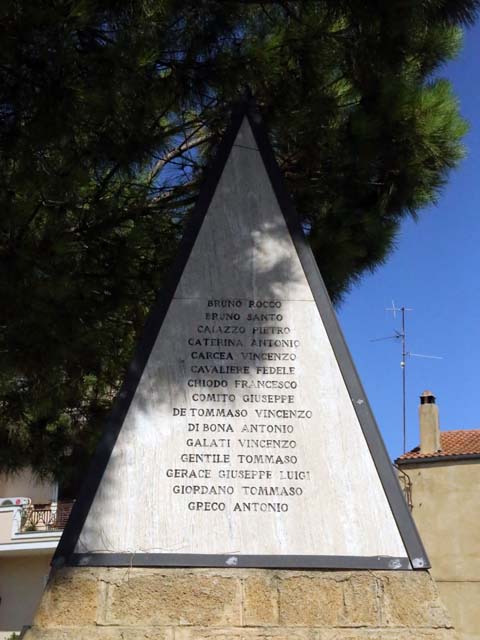 BRUNO ROCCO
BRUNO SANTO
CAIAZZO PIETRO
CATERINA ANTONIO
CARCEA VINCENZO
CAVALIERE FEDELE
CHIODO FRANCESCO
COMITO GIUSEPPE
DE TOMMASO VINCENZO
DI BONA ANTONIO
GALATI VINCENZO
GENTILE TOMMASO
GERACE GIUSEPPE LUIGI
GIORDANO TOMMASO
GRECO ANTONIO